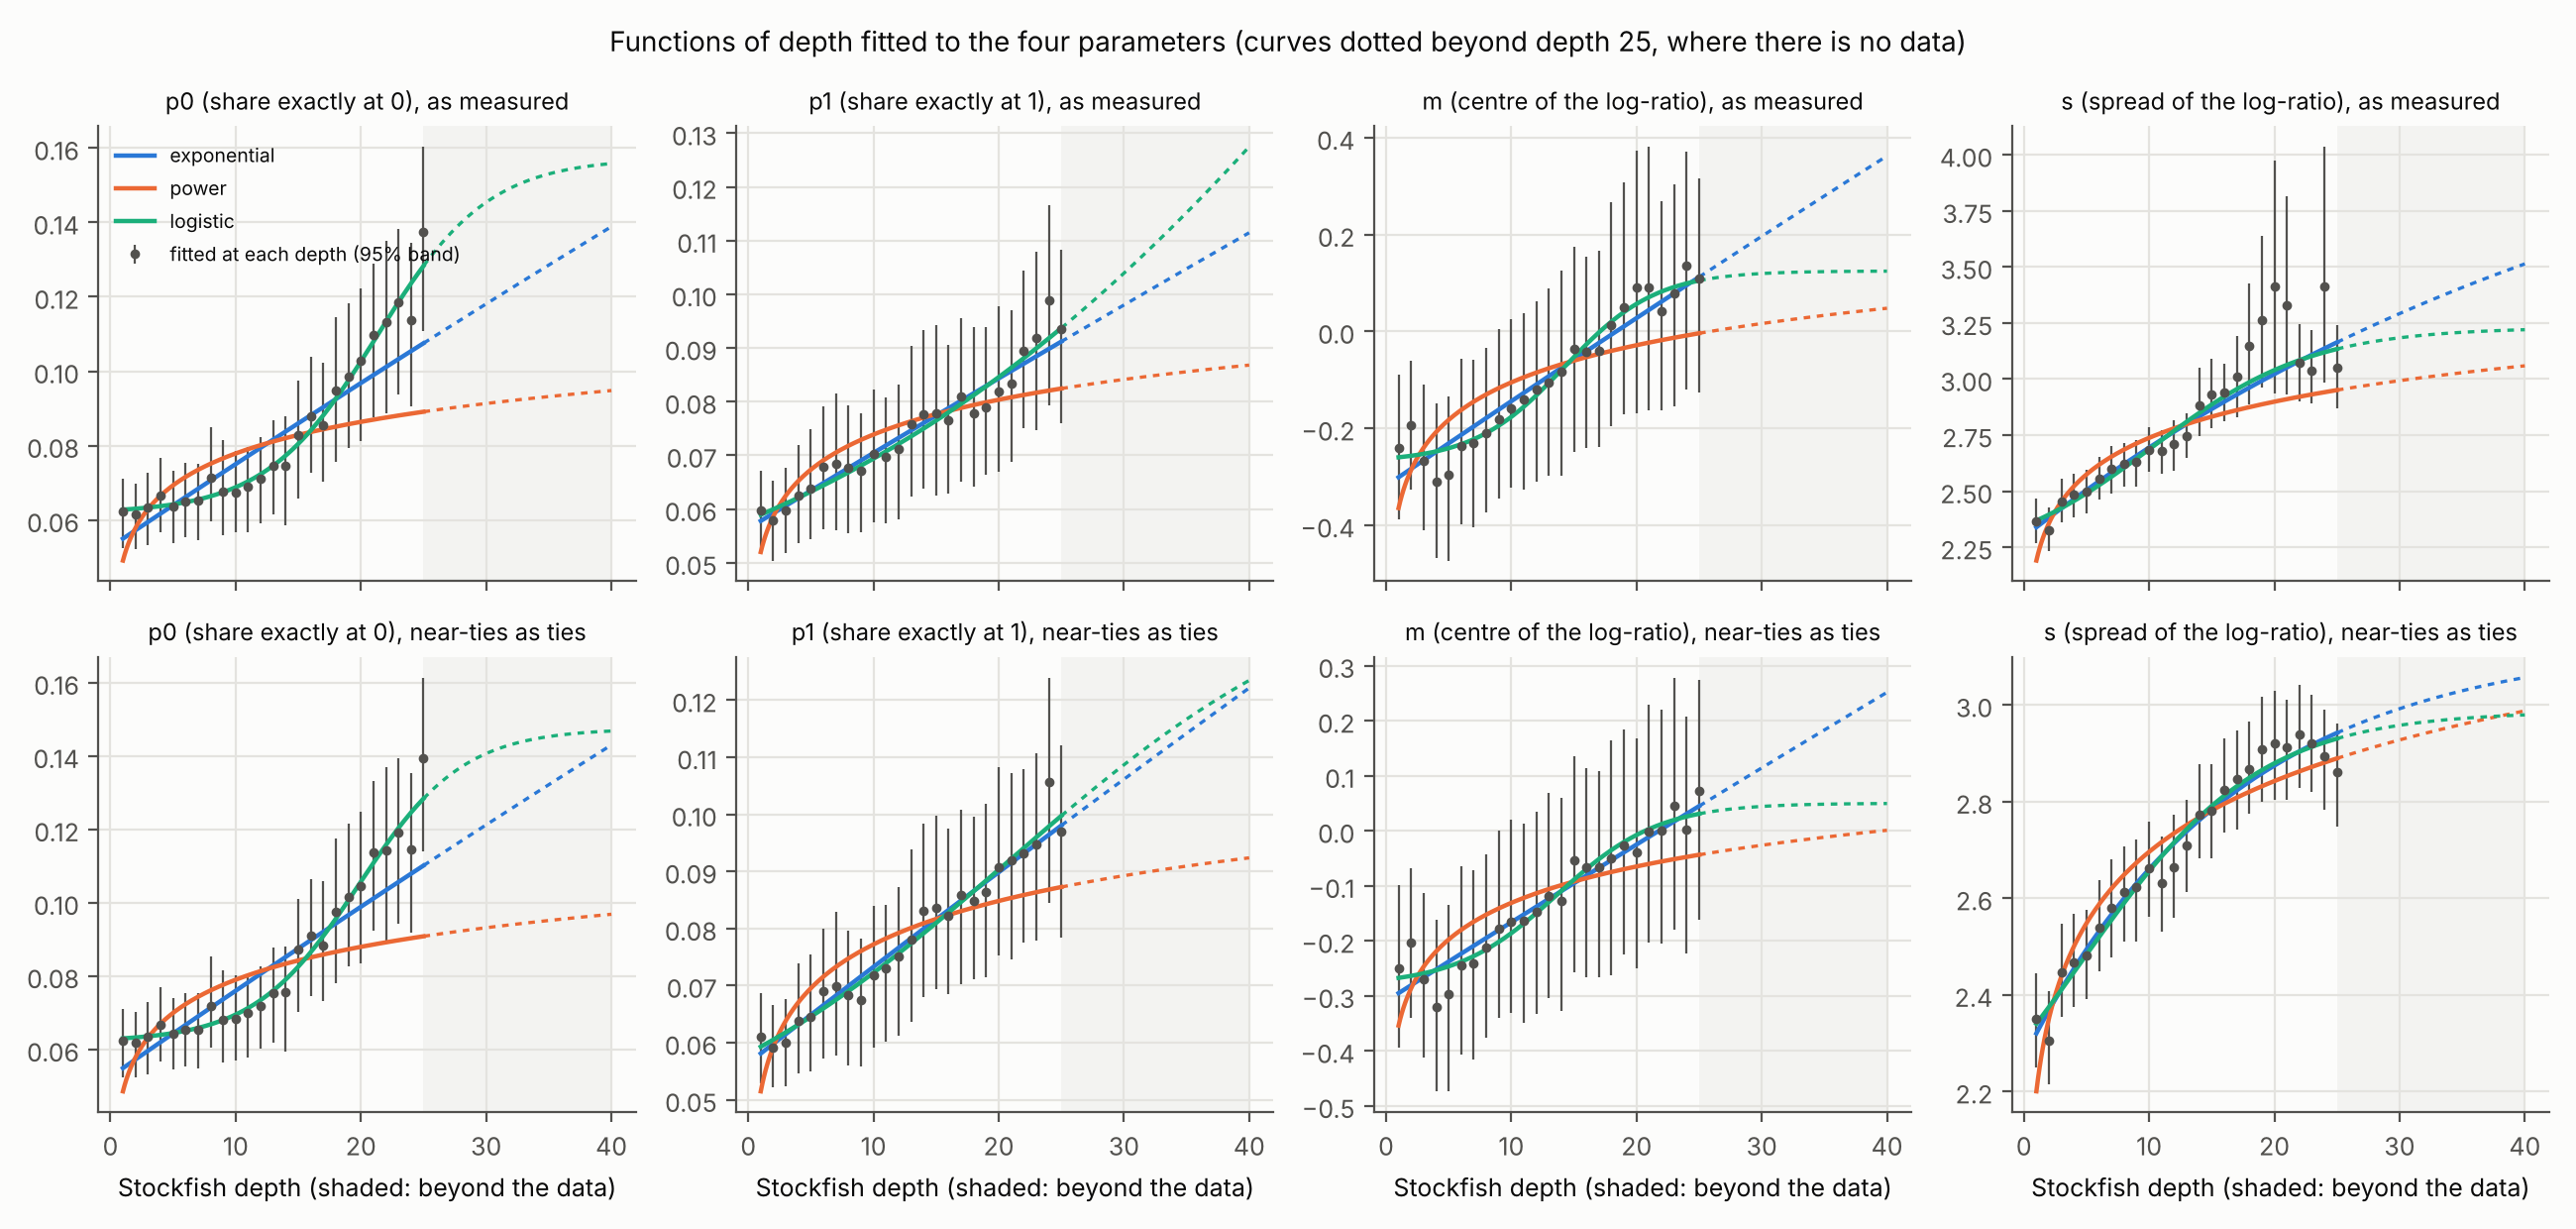 Functions of depth fitted to the four parameters (curves dotted beyond depth 25, where there is no data)
p0 (share exactly at 0), as measured
0.16
0.14
0.12
0.10
0.08
0.06
exponential
power
logistic
fitted at each depth (95% band)
p1 (share exactly at 1), as measured
0.13
0.12
0.11
0.10
0.09
0.08
0.07
0.06
0.05
m (centre of the log-ratio), as measured
0.4
0.2
0.0
−0.2
−0.4
s (spread of the log-ratio), as measured
4.00
3.75
3.50
3.25
3.00
2.75
2.50
2.25
p0 (share exactly at 0), near-ties as ties
0.16
0.14
0.12
0.10
0.08
0.06
0 10 20 30 40
Stockfish depth (shaded: beyond the data)
p1 (share exactly at 1), near-ties as ties
0.12
0.11
0.10
0.09
0.08
0.07
0.06
0.05
0 10 20 30 40
Stockfish depth (shaded: beyond the data)
m (centre of the log-ratio), near-ties as ties
0.3
0.2
0.1
0.0
−0.1
−0.2
−0.3
−0.4
−0.5
0 10 20 30 40
Stockfish depth (shaded: beyond the data)
s (spread of the log-ratio), near-ties as ties
3.0
2.8
2.6
2.4
2.2
0 10 20 30 40
Stockfish depth (shaded: beyond the data)